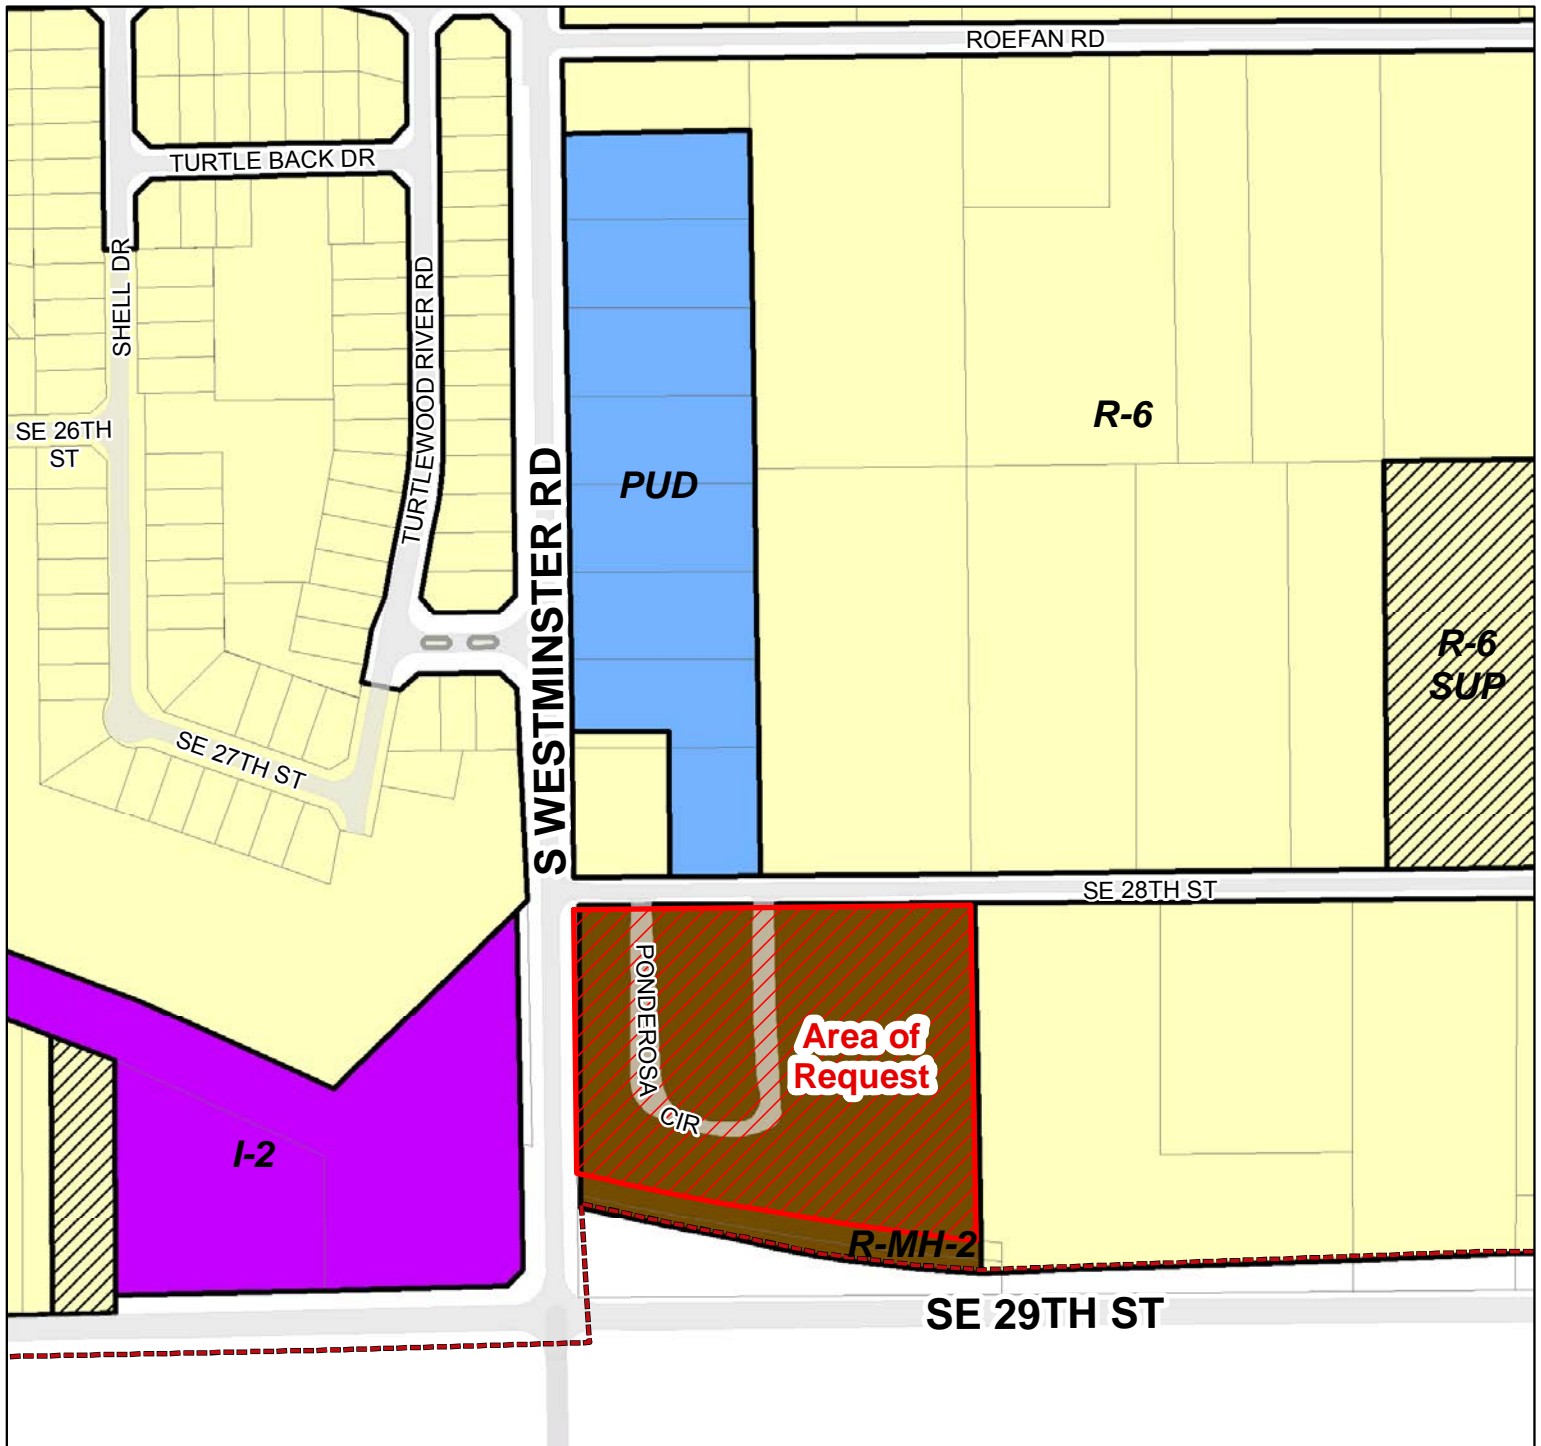 ROEFAN RD
TURTLE BACK DR
SHELL DR
TURTLEWOOD RIVER RD
R-6
SE 26TH
ST
PUD
S WESTMINSTER RD
R-6
SUP
SE 27TH ST
SE 28TH ST
PONDEROSA
CIR
Area of
Request
I-2
R-MH-2
SE 29TH ST